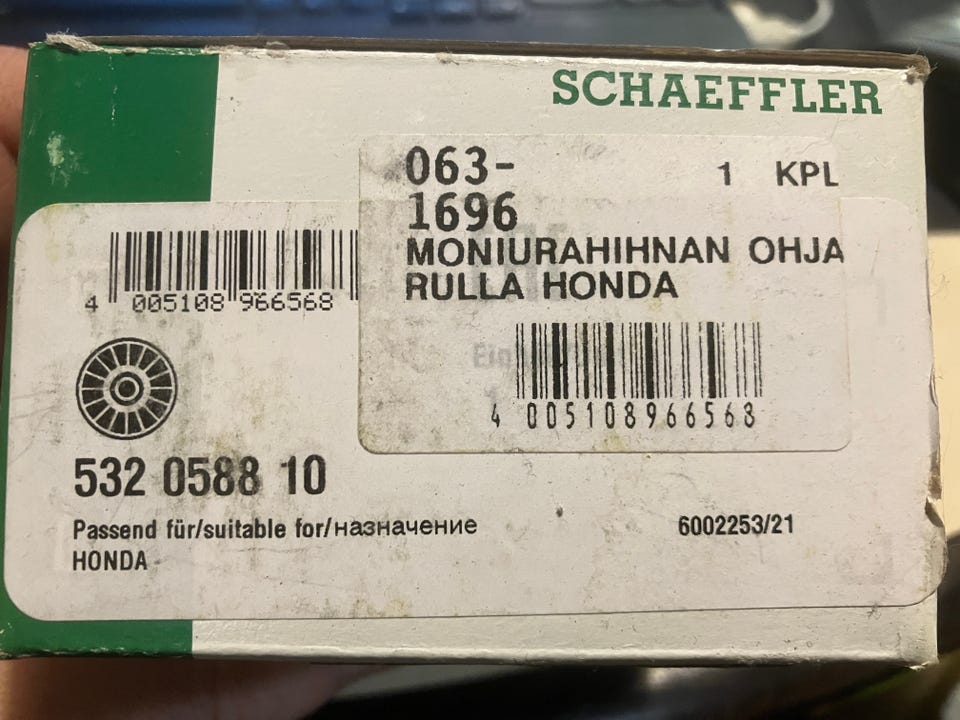 SCHAEFFLER
063-
1696
1 KPL
MONIURAHIHNAN OHJA
RULLA HONDA
4 005108 966568
4 005108966568
532 0588 10
Passend für/suitable for/назначение
HONDA
6002253/21